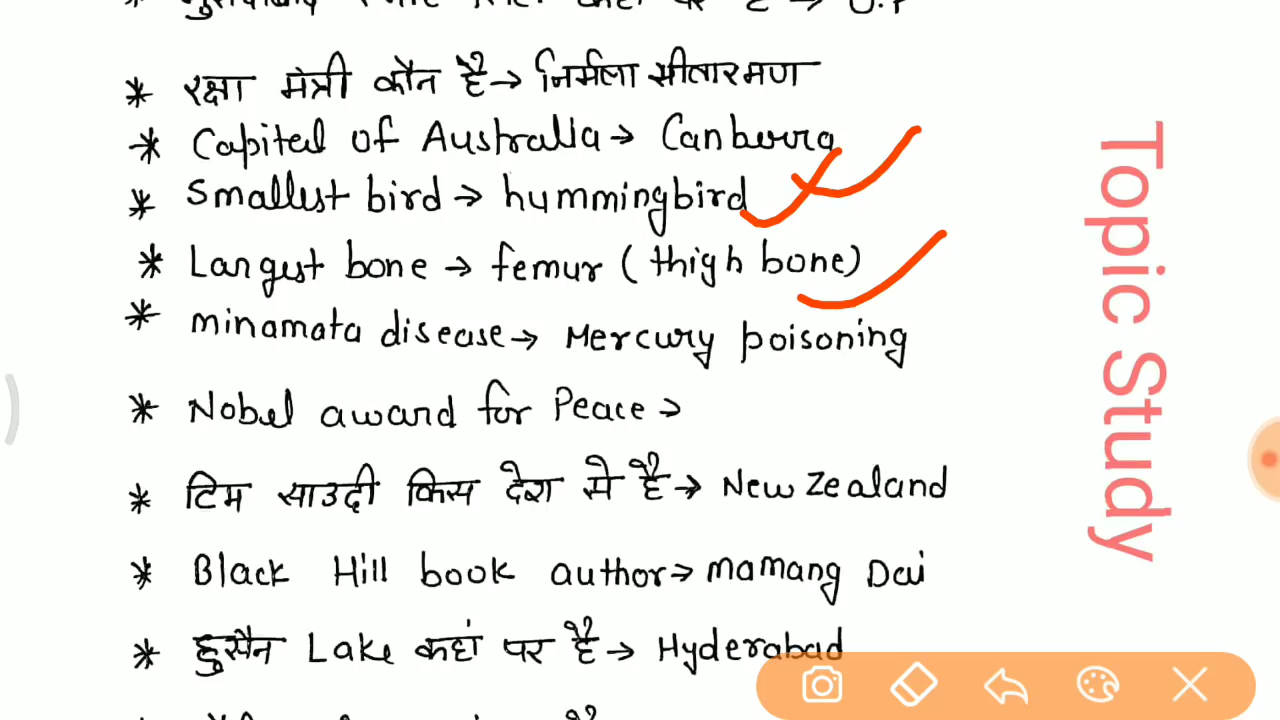 * रक्षा मंत्री कौन है → निर्मला सीतारमण
* Capital of Australia → Canberra
* Smallest bird → hummingbird
* Largest bone → femur (thigh bone)
* minamata disease → Mercury poisoning
* Nobel award for Peace →
* टिम साउदी किस देश से है → New Zealand
* Black Hill book author → mamang Dai
* हुसैन Lake कहां पर है → Hyderabad
Topic Study